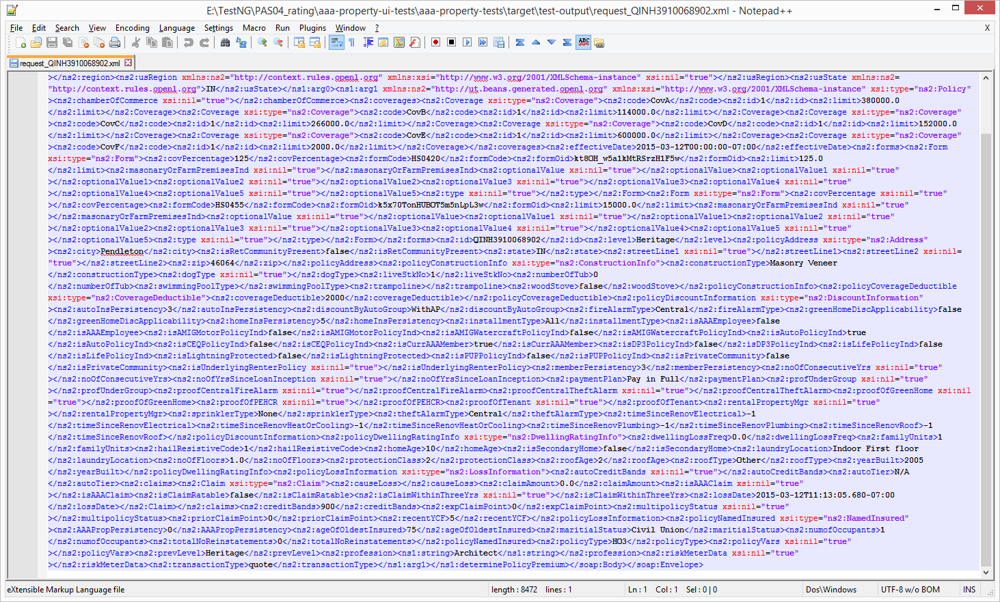 E:\TestNG\PAS04_rating\aaa-property-ui-tests\aaa-property-tests\target\test-output\request_QINH3910068902.xml - Notepad++
File Edit Search View Encoding Language Settings Macro Run Plugins Window ? X
request_QINH3910068902.xml
></ns2:region><ns2:usRegion xmlns:ns2="http://context.rules.openl.org" xmlns:xsi="http://www.w3.org/2001/XMLSchema-instance" xsi:nil="true"></ns2:usRegion><ns2:usState xmlns:ns2=
"http://context.rules.openl.org">IN</ns2:usState></ns1:arg0><ns1:arg1 xmlns:ns2="http://ut.beans.generated.openl.org" xmlns:xsi="http://www.w3.org/2001/XMLSchema-instance" xsi:type="ns2:Policy"
><ns2:chamberOfCommerce xsi:nil="true"></ns2:chamberOfCommerce><ns2:coverages><ns2:Coverage xsi:type="ns2:Coverage"><ns2:code>CovA</ns2:code><ns2:id>1</ns2:id><ns2:limit>380000.0
</ns2:limit></ns2:Coverage><ns2:Coverage xsi:type="ns2:Coverage"><ns2:code>CovB</ns2:code><ns2:id>1</ns2:id><ns2:limit>114000.0</ns2:limit></ns2:Coverage><ns2:Coverage xsi:type="ns2:Coverage"
><ns2:code>CovC</ns2:code><ns2:id>1</ns2:id><ns2:limit>266000.0</ns2:limit></ns2:Coverage><ns2:Coverage xsi:type="ns2:Coverage"><ns2:code>CovD</ns2:code><ns2:id>1</ns2:id><ns2:limit>152000.0
</ns2:limit></ns2:Coverage><ns2:Coverage xsi:type="ns2:Coverage"><ns2:code>CovE</ns2:code><ns2:id>1</ns2:id><ns2:limit>600000.0</ns2:limit></ns2:Coverage><ns2:Coverage xsi:type="ns2:Coverage"
><ns2:code>CovF</ns2:code><ns2:id>1</ns2:id><ns2:limit>2000.0</ns2:limit></ns2:Coverage></ns2:coverages><ns2:effectiveDate>2015-03-12T00:00:00-07:00</ns2:effectiveDate><ns2:forms><ns2:Form
xsi:type="ns2:Form"><ns2:covPercentage>125</ns2:covPercentage><ns2:formCode>HS0420</ns2:formCode><ns2:formOid>kt8OH_w5a1kMtRSrzH1F5w</ns2:formOid><ns2:limit>125.0
</ns2:limit><ns2:masonaryOrFarmPremisesInd xsi:nil="true"></ns2:masonaryOrFarmPremisesInd><ns2:optionalValue xsi:nil="true"></ns2:optionalValue><ns2:optionalValue1 xsi:nil="true"
></ns2:optionalValue1><ns2:optionalValue2 xsi:nil="true"></ns2:optionalValue2><ns2:optionalValue3 xsi:nil="true"></ns2:optionalValue3><ns2:optionalValue4 xsi:nil="true"
></ns2:optionalValue4><ns2:optionalValue5 xsi:nil="true"></ns2:optionalValue5><ns2:type xsi:nil="true"></ns2:type></ns2:Form><ns2:Form xsi:type="ns2:Form"><ns2:covPercentage xsi:nil="true"
></ns2:covPercentage><ns2:formCode>HS0455</ns2:formCode><ns2:formOid>k5x70TonHUBOT5m5nLpL3w</ns2:formOid><ns2:limit>15000.0</ns2:limit><ns2:masonaryOrFarmPremisesInd xsi:nil="true"
></ns2:masonaryOrFarmPremisesInd><ns2:optionalValue xsi:nil="true"></ns2:optionalValue><ns2:optionalValue1 xsi:nil="true"></ns2:optionalValue1><ns2:optionalValue2 xsi:nil="true"
></ns2:optionalValue2><ns2:optionalValue3 xsi:nil="true"></ns2:optionalValue3><ns2:optionalValue4 xsi:nil="true"></ns2:optionalValue4><ns2:optionalValue5 xsi:nil="true"
></ns2:optionalValue5><ns2:type xsi:nil="true"></ns2:type></ns2:Form></ns2:forms><ns2:id>QINH3910068902</ns2:id><ns2:level>Heritage</ns2:level><ns2:policyAddress xsi:type="ns2:Address"
><ns2:city>Pendleton</ns2:city><ns2:isRetCommunityPresent>false</ns2:isRetCommunityPresent><ns2:state>IN</ns2:state><ns2:streetLine1 xsi:nil="true"></ns2:streetLine1><ns2:streetLine2 xsi:nil=
"true"></ns2:streetLine2><ns2:zip>46064</ns2:zip></ns2:policyAddress><ns2:policyConstructionInfo xsi:type="ns2:ConstructionInfo"><ns2:constructionType>Masonry Veneer
</ns2:constructionType><ns2:dogType xsi:nil="true"></ns2:dogType><ns2:liveStkNo>1</ns2:liveStkNo><ns2:numberOfTub>0
</ns2:numberOfTub><ns2:swimmingPoolType></ns2:swimmingPoolType><ns2:trampoline></ns2:trampoline><ns2:woodStove>false</ns2:woodStove></ns2:policyConstructionInfo><ns2:policyCoverageDeductible
xsi:type="ns2:CoverageDeductible"><ns2:coverageDeductible>2000</ns2:coverageDeductible></ns2:policyCoverageDeductible><ns2:policyDiscountInformation xsi:type="ns2:DiscountInformation"
><ns2:autoInsPersistency>3</ns2:autoInsPersistency><ns2:discountByAutoGroup>WithAP</ns2:discountByAutoGroup><ns2:fireAlarmType>Central</ns2:fireAlarmType><ns2:greenHomeDiscApplicability>false
</ns2:greenHomeDiscApplicability><ns2:homeInsPersistency>5</ns2:homeInsPersistency><ns2:installmentType>All</ns2:installmentType><ns2:isAAAEmployee>false
</ns2:isAAAEmployee><ns2:isAMIGMotorPolicyInd>false</ns2:isAMIGMotorPolicyInd><ns2:isAMIGWatercraftPolicyInd>false</ns2:isAMIGWatercraftPolicyInd><ns2:isAutoPolicyInd>true
</ns2:isAutoPolicyInd><ns2:isCEQPolicyInd>false</ns2:isCEQPolicyInd><ns2:isCurrAAAMember>true</ns2:isCurrAAAMember><ns2:isDP3PolicyInd>false</ns2:isDP3PolicyInd><ns2:isLifePolicyInd>false
</ns2:isLifePolicyInd><ns2:isLightningProtected>false</ns2:isLightningProtected><ns2:isPUPPolicyInd>false</ns2:isPUPPolicyInd><ns2:isPrivateCommunity>false
</ns2:isPrivateCommunity><ns2:isUnderlyingRenterPolicy xsi:nil="true"></ns2:isUnderlyingRenterPolicy><ns2:memberPersistency>3</ns2:memberPersistency><ns2:noOfConsecutiveYrs xsi:nil="true"
></ns2:noOfConsecutiveYrs><ns2:noOfYrsSinceLoanInception xsi:nil="true"></ns2:noOfYrsSinceLoanInception><ns2:paymentPlan>Pay in Full</ns2:paymentPlan><ns2:profUnderGroup xsi:nil="true"
></ns2:profUnderGroup><ns2:proofCentralFireAlarm xsi:nil="true"></ns2:proofCentralFireAlarm><ns2:proofCentralTheftAlarm xsi:nil="true"></ns2:proofCentralTheftAlarm><ns2:proofOfGreenHome xsi:nil
="true"></ns2:proofOfGreenHome><ns2:proofOfPEHCR xsi:nil="true"></ns2:proofOfPEHCR><ns2:proofOfTenant xsi:nil="true"></ns2:proofOfTenant><ns2:rentalPropertyMgr xsi:nil="true"
></ns2:rentalPropertyMgr><ns2:sprinklerType>None</ns2:sprinklerType><ns2:theftAlarmType>Central</ns2:theftAlarmType><ns2:timeSinceRenovElectrical>-1
</ns2:timeSinceRenovElectrical><ns2:timeSinceRenovHeatOrCooling>-1</ns2:timeSinceRenovHeatOrCooling><ns2:timeSinceRenovPlumbing>-1</ns2:timeSinceRenovPlumbing><ns2:timeSinceRenovRoof>-1
</ns2:timeSinceRenovRoof></ns2:policyDiscountInformation><ns2:policyDwellingRatingInfo xsi:type="ns2:DwellingRatingInfo"><ns2:dwellingLossFreq>0.0</ns2:dwellingLossFreq><ns2:familyUnits>1
</ns2:familyUnits><ns2:hailResistiveCode>1</ns2:hailResistiveCode><ns2:homeAge>10</ns2:homeAge><ns2:isSecondaryHome>false</ns2:isSecondaryHome><ns2:laundryLocation>Indoor First floor
</ns2:laundryLocation><ns2:noOfFloors>1.0</ns2:noOfFloors><ns2:protectionClass>2</ns2:protectionClass><ns2:roofAge>2</ns2:roofAge><ns2:roofType>Other</ns2:roofType><ns2:yearBuilt>2005
</ns2:yearBuilt></ns2:policyDwellingRatingInfo><ns2:policyLossInformation xsi:type="ns2:LossInformation"><ns2:autoCreditBands xsi:nil="true"></ns2:autoCreditBands><ns2:autoTier>N/A
</ns2:autoTier><ns2:claims><ns2:Claim xsi:type="ns2:Claim"><ns2:causeLoss></ns2:causeLoss><ns2:claimAmount>0.0</ns2:claimAmount><ns2:isAAAClaim xsi:nil="true"
></ns2:isAAAClaim><ns2:isClaimRatable>false</ns2:isClaimRatable><ns2:isClaimWithinThreeYrs xsi:nil="true"></ns2:isClaimWithinThreeYrs><ns2:lossDate>2015-03-12T11:13:05.680-07:00
</ns2:lossDate></ns2:Claim></ns2:claims><ns2:creditBands>900</ns2:creditBands><ns2:expClaimPoint>0</ns2:expClaimPoint><ns2:multipolicyStatus xsi:nil="true"
></ns2:multipolicyStatus><ns2:priorClaimPoint>0</ns2:priorClaimPoint><ns2:recentYCF>5</ns2:recentYCF></ns2:policyLossInformation><ns2:policyNamedInsured xsi:type="ns2:NamedInsured"
><ns2:AAAPropPersistency>0</ns2:AAAPropPersistency><ns2:ageOfOldestInsured>75</ns2:ageOfOldestInsured><ns2:maritialStatus>Civil Union</ns2:maritialStatus><ns2:numofOccupants>1
</ns2:numofOccupants><ns2:totalNoReinstatements>0</ns2:totalNoReinstatements></ns2:policyNamedInsured><ns2:policyType>HO3</ns2:policyType><ns2:policyVars xsi:nil="true"
></ns2:policyVars><ns2:prevLevel>Heritage</ns2:prevLevel><ns2:profession><ns1:string>Architect</ns1:string></ns2:profession><ns2:riskMeterData xsi:nil="true"
></ns2:riskMeterData><ns2:transactionType>quote</ns2:transactionType></ns1:arg1></ns1:determinePolicyPremium></soap:Body></soap:Envelope>
eXtensible Markup Language file length : 8472 lines : 1 Ln : 1 Col : 1 Sel : 0 | 0 Dos\Windows UTF-8 w/o BOM INS